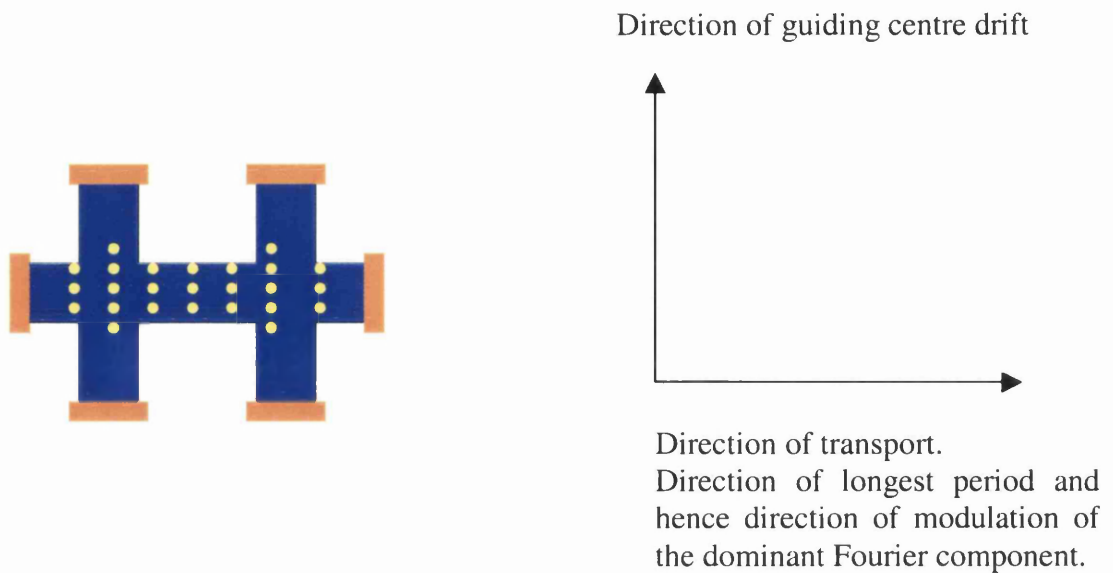 Direction of guiding centre drift
Direction of transport.
Direction of longest period and
hence direction of modulation of
the dominant Fourier component.